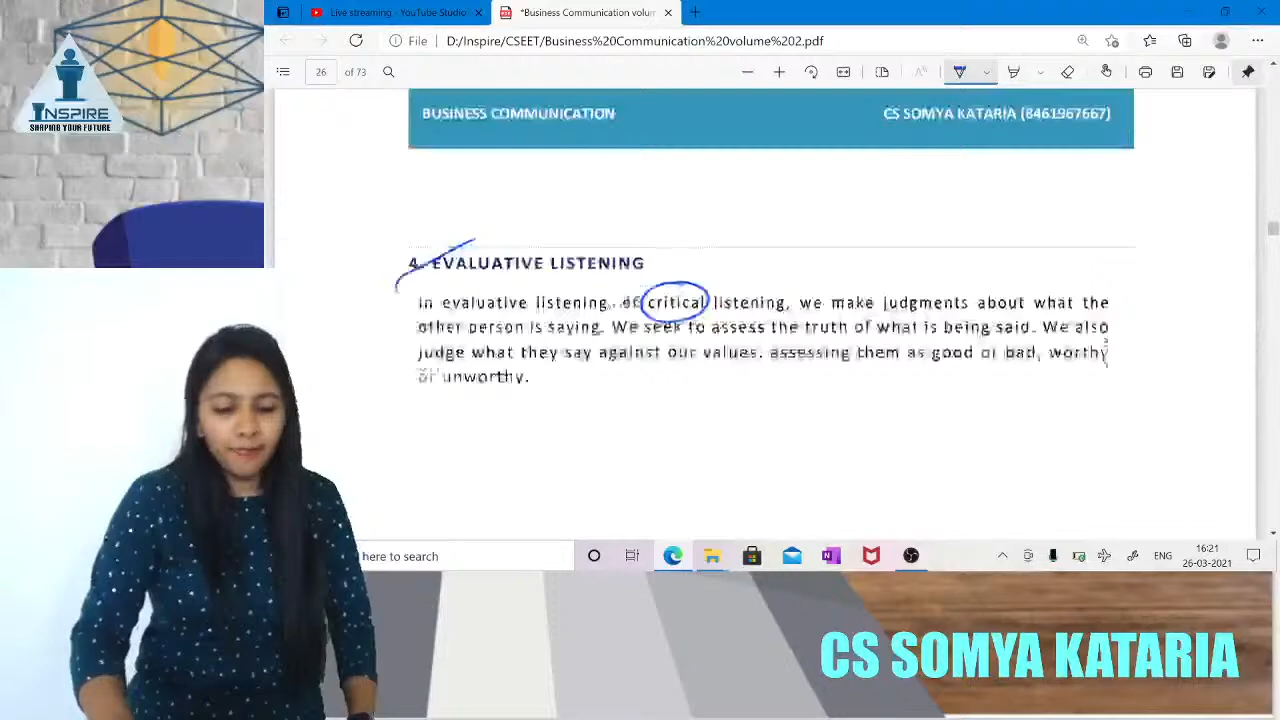 Live streaming - YouTube Studio
*Business Communication volum
File
D:/Inspire/CSEET/Business%20Communication%20volume%202.pdf
26 of 73
INSPIRE
SHAPING YOUR FUTURE
BUSINESS COMMUNICATION
CS SOMYA KATARIA (8461967667)
4. EVALUATIVE LISTENING
In evaluative listening, or critical listening, we make judgments about what the
other person is saying. We seek to assess the truth of what is being said. We also
judge what they say against our values, assessing them as good or bad, worthy
or unworthy.
here to search
ENG
16:21
26-03-2021
CS SOMYA KATARIA